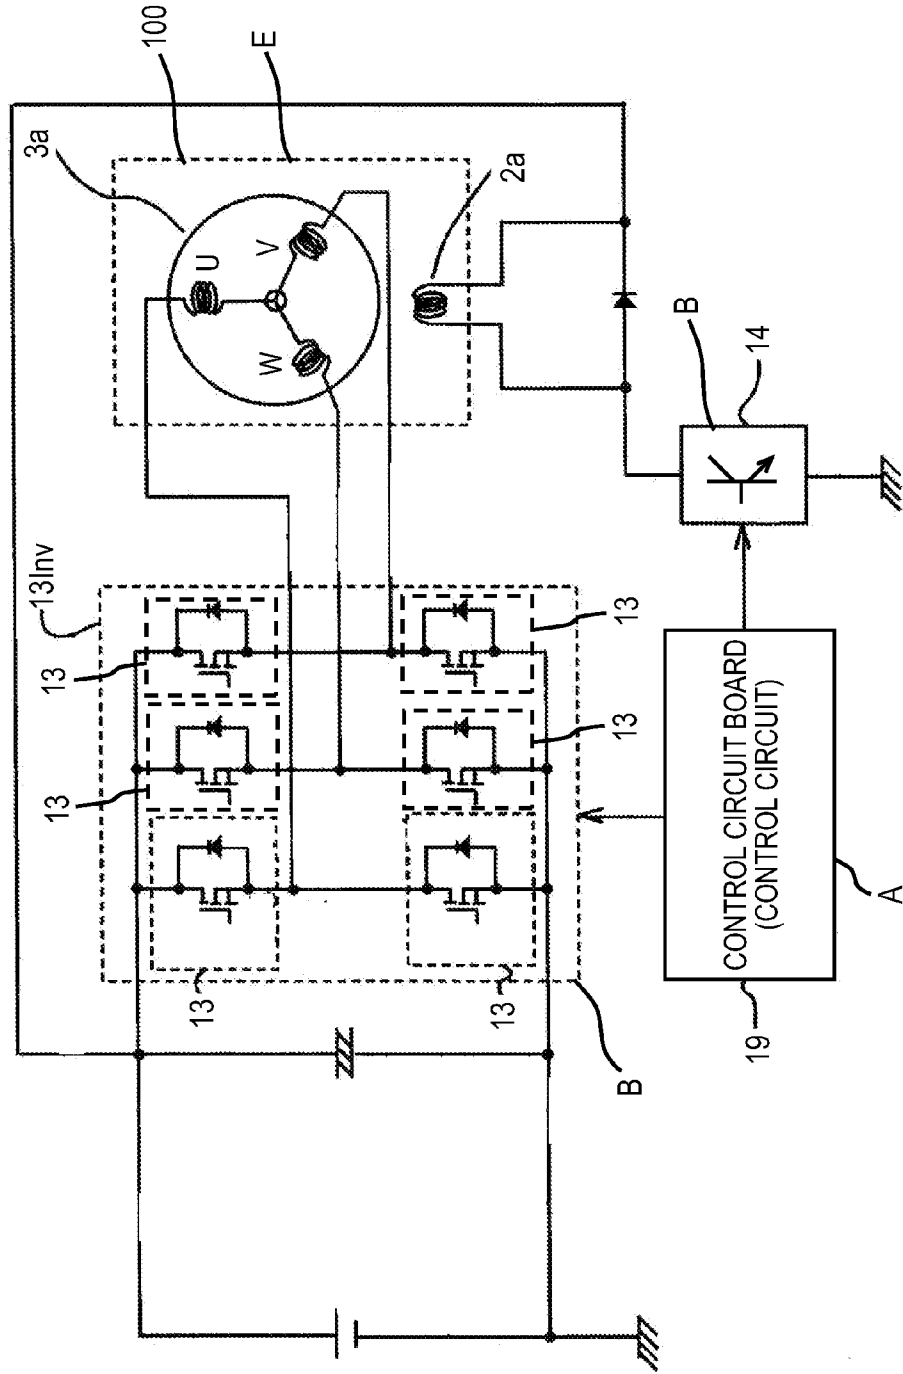 100
E
3a
2a
U
V
W
B
14
13Inv
13
13
13
13
13
13
B
CONTROL CIRCUIT BOARD
(CONTROL CIRCUIT)
19
A